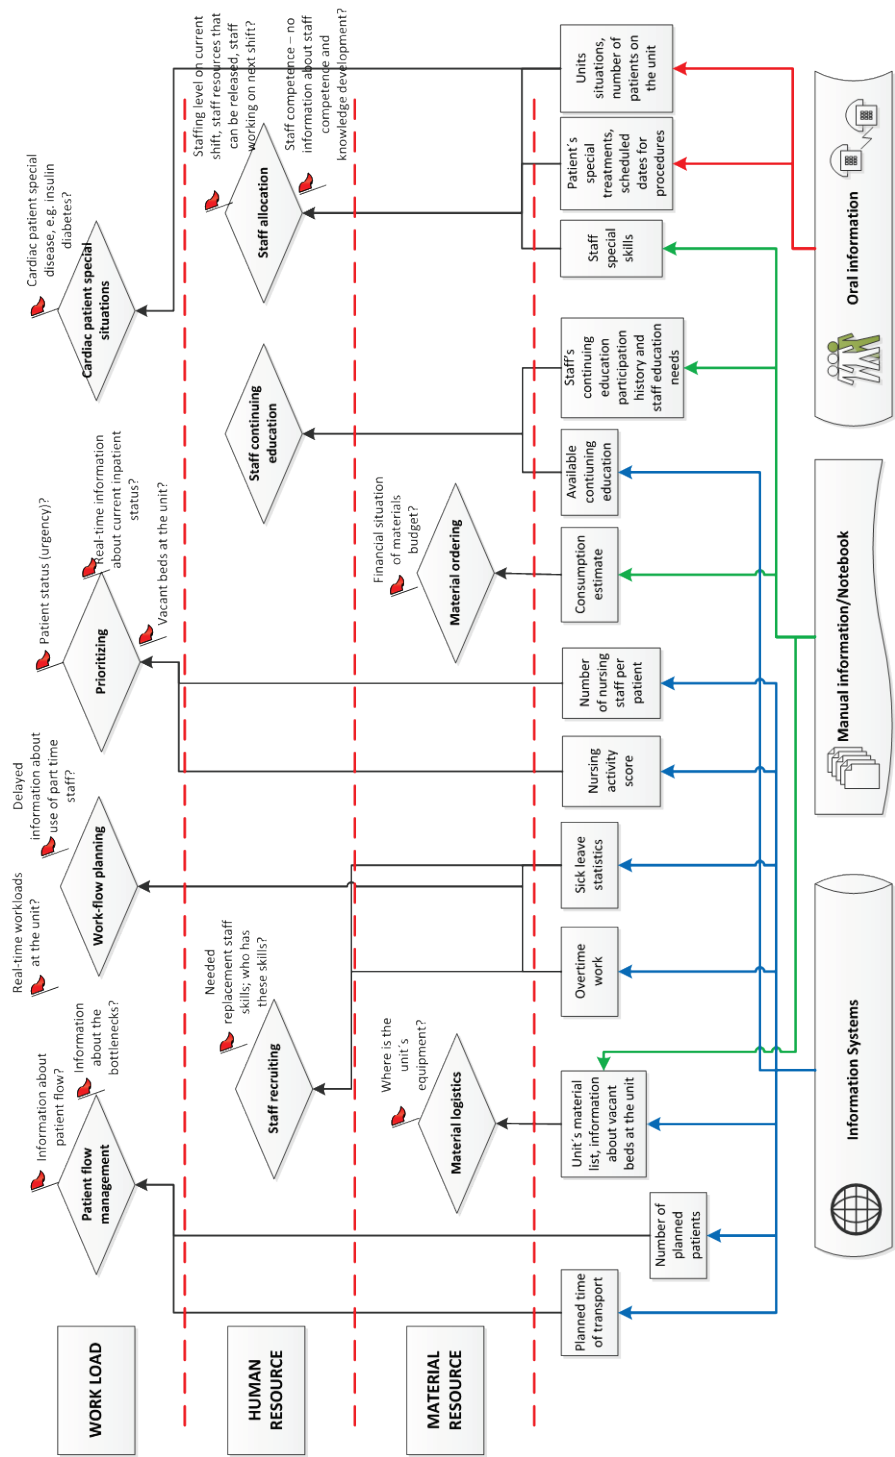 WORK LOAD
Information about
patient flow?
Information
about the
bottlenecks?
Patient flow
management
Real-time workloads
at the unit?
Delayed
information about
use of part time
staff?
Work-flow planning
Patient status (urgency)?
Real-time information
about current inpatient
status?
Vacant beds at the unit?
Prioritizing
Cardiac patient special
disease, e.g. insulin
diabetes?
Cardiac patient special
situations
HUMAN
RESOURCE
Needed
replacement staff
skills; who has
these skills?
Staff recruiting
Staff continuing
education
Staffing level on current
shift, staff resources that
can be released, staff
working on next shift?
Staff competence – no
information about staff
competence and
knowledge development?
Staff allocation
MATERIAL
RESOURCE
Where is the
unit´s
equipment?
Material logistics
Financial situation
of materials
budget?
Material ordering
Planned time
of transport
Number of
planned
patients
Unit´s material
list, information
about vacant
beds at the unit
Overtime
work
Sick leave
statistics
Nursing
activity
score
Number
of nursing
staff per
patient
Consumption
estimate
Available
contiuning
education
Staff’s
continuing
education
participation
history and
staff education
needs
Staff
special
skills
Patient´s
special
treatments,
scheduled
dates for
procedures
Units
situations,
number of
patients on
the unit
Information Systems
Manual information/Notebook
Oral information